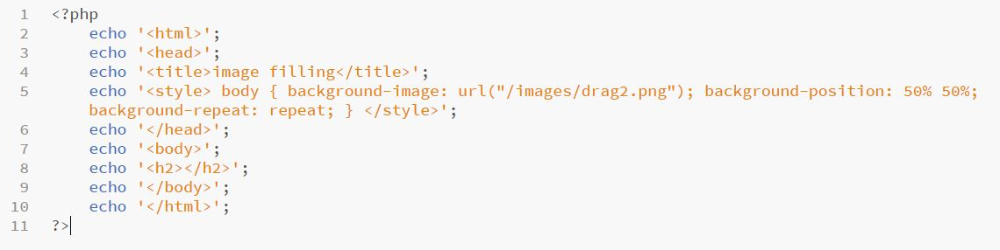 1 <?php
2 echo '<html>';
3 echo '<head>';
4 echo '<title>image filling</title>';
5 echo '<style> body { background-image: url("/images/drag2.png"); background-position: 50% 50%;
background-repeat: repeat; } </style>';
6 echo '</head>';
7 echo '<body>';
8 echo '<h2></h2>';
9 echo '</body>';
10 echo '</html>';
11 ?>